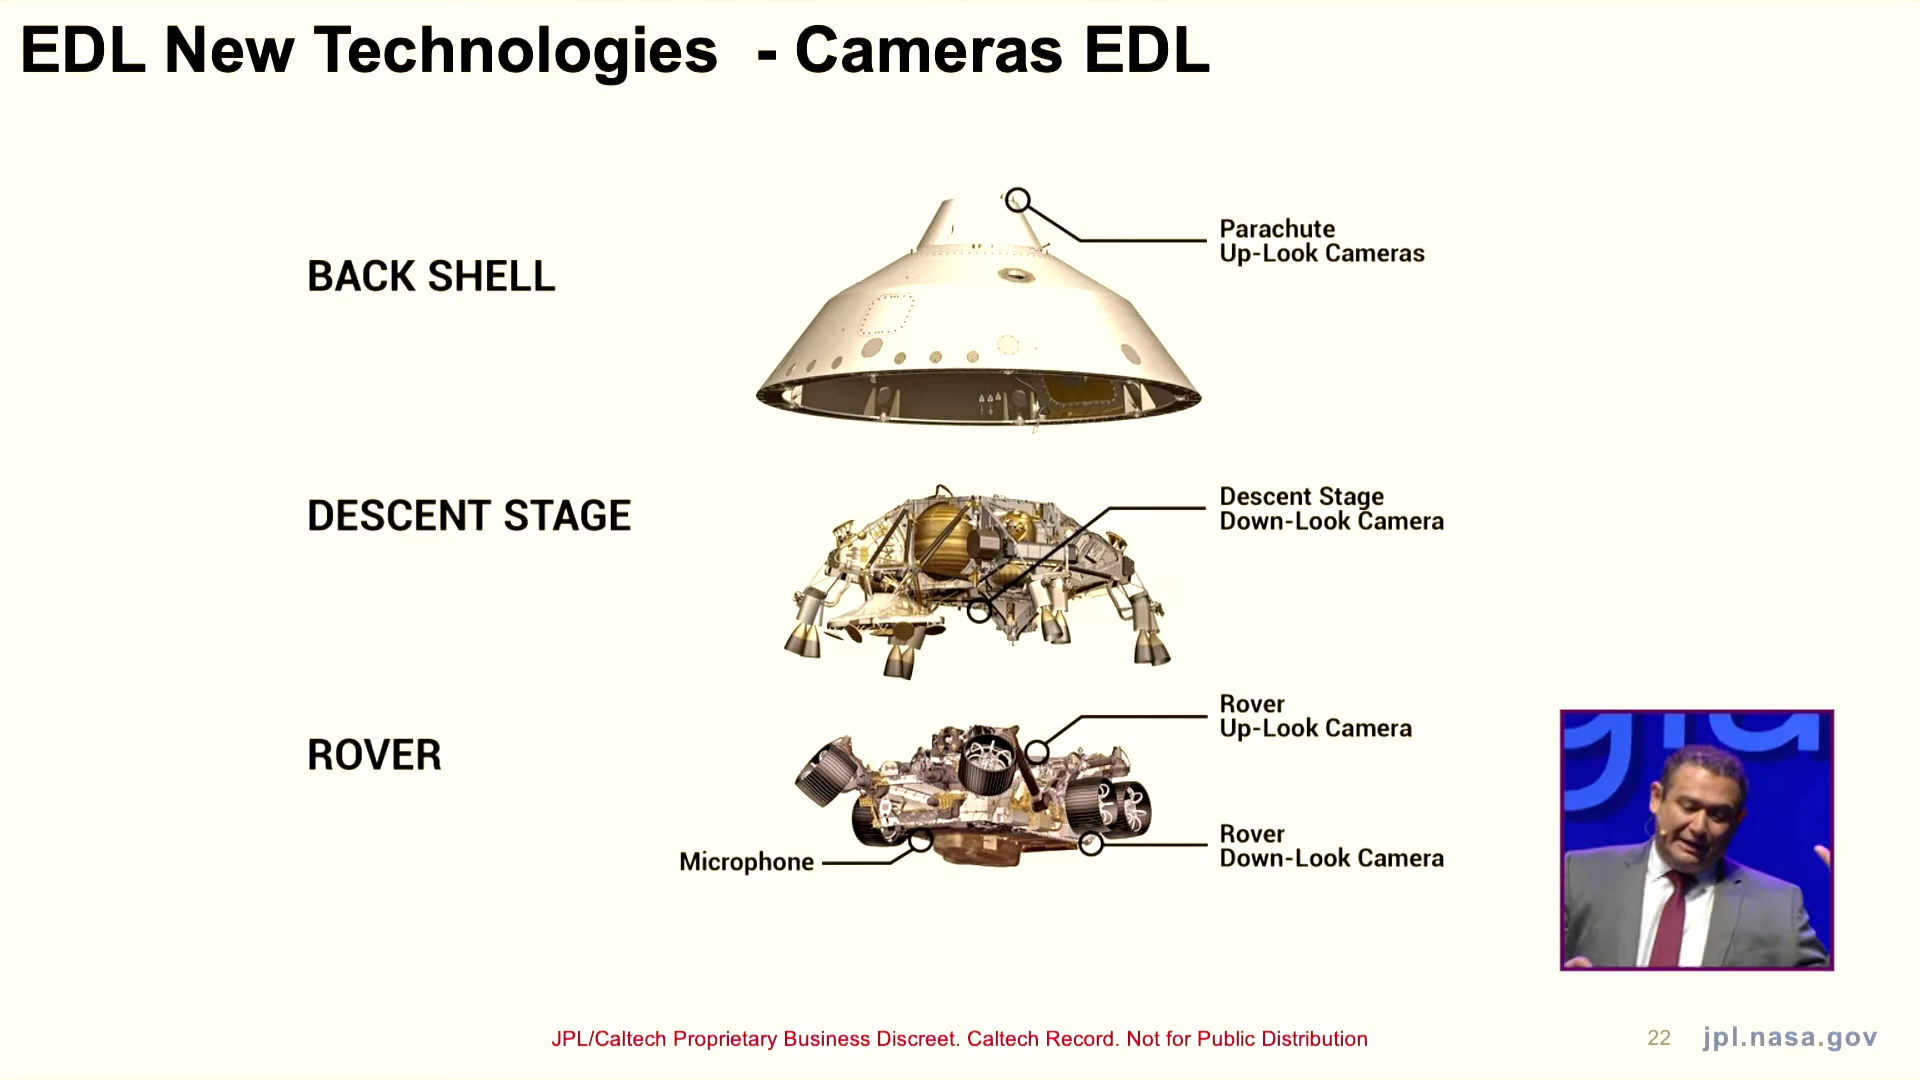 EDL New Technologies - Cameras EDL
BACK SHELL
Parachute
Up-Look Cameras
DESCENT STAGE
Descent Stage
Down-Look Camera
ROVER
Rover
Up-Look Camera
Microphone
Rover
Down-Look Camera
JPL/Caltech Proprietary Business Discreet. Caltech Record. Not for Public Distribution
22
jpl.nasa.gov